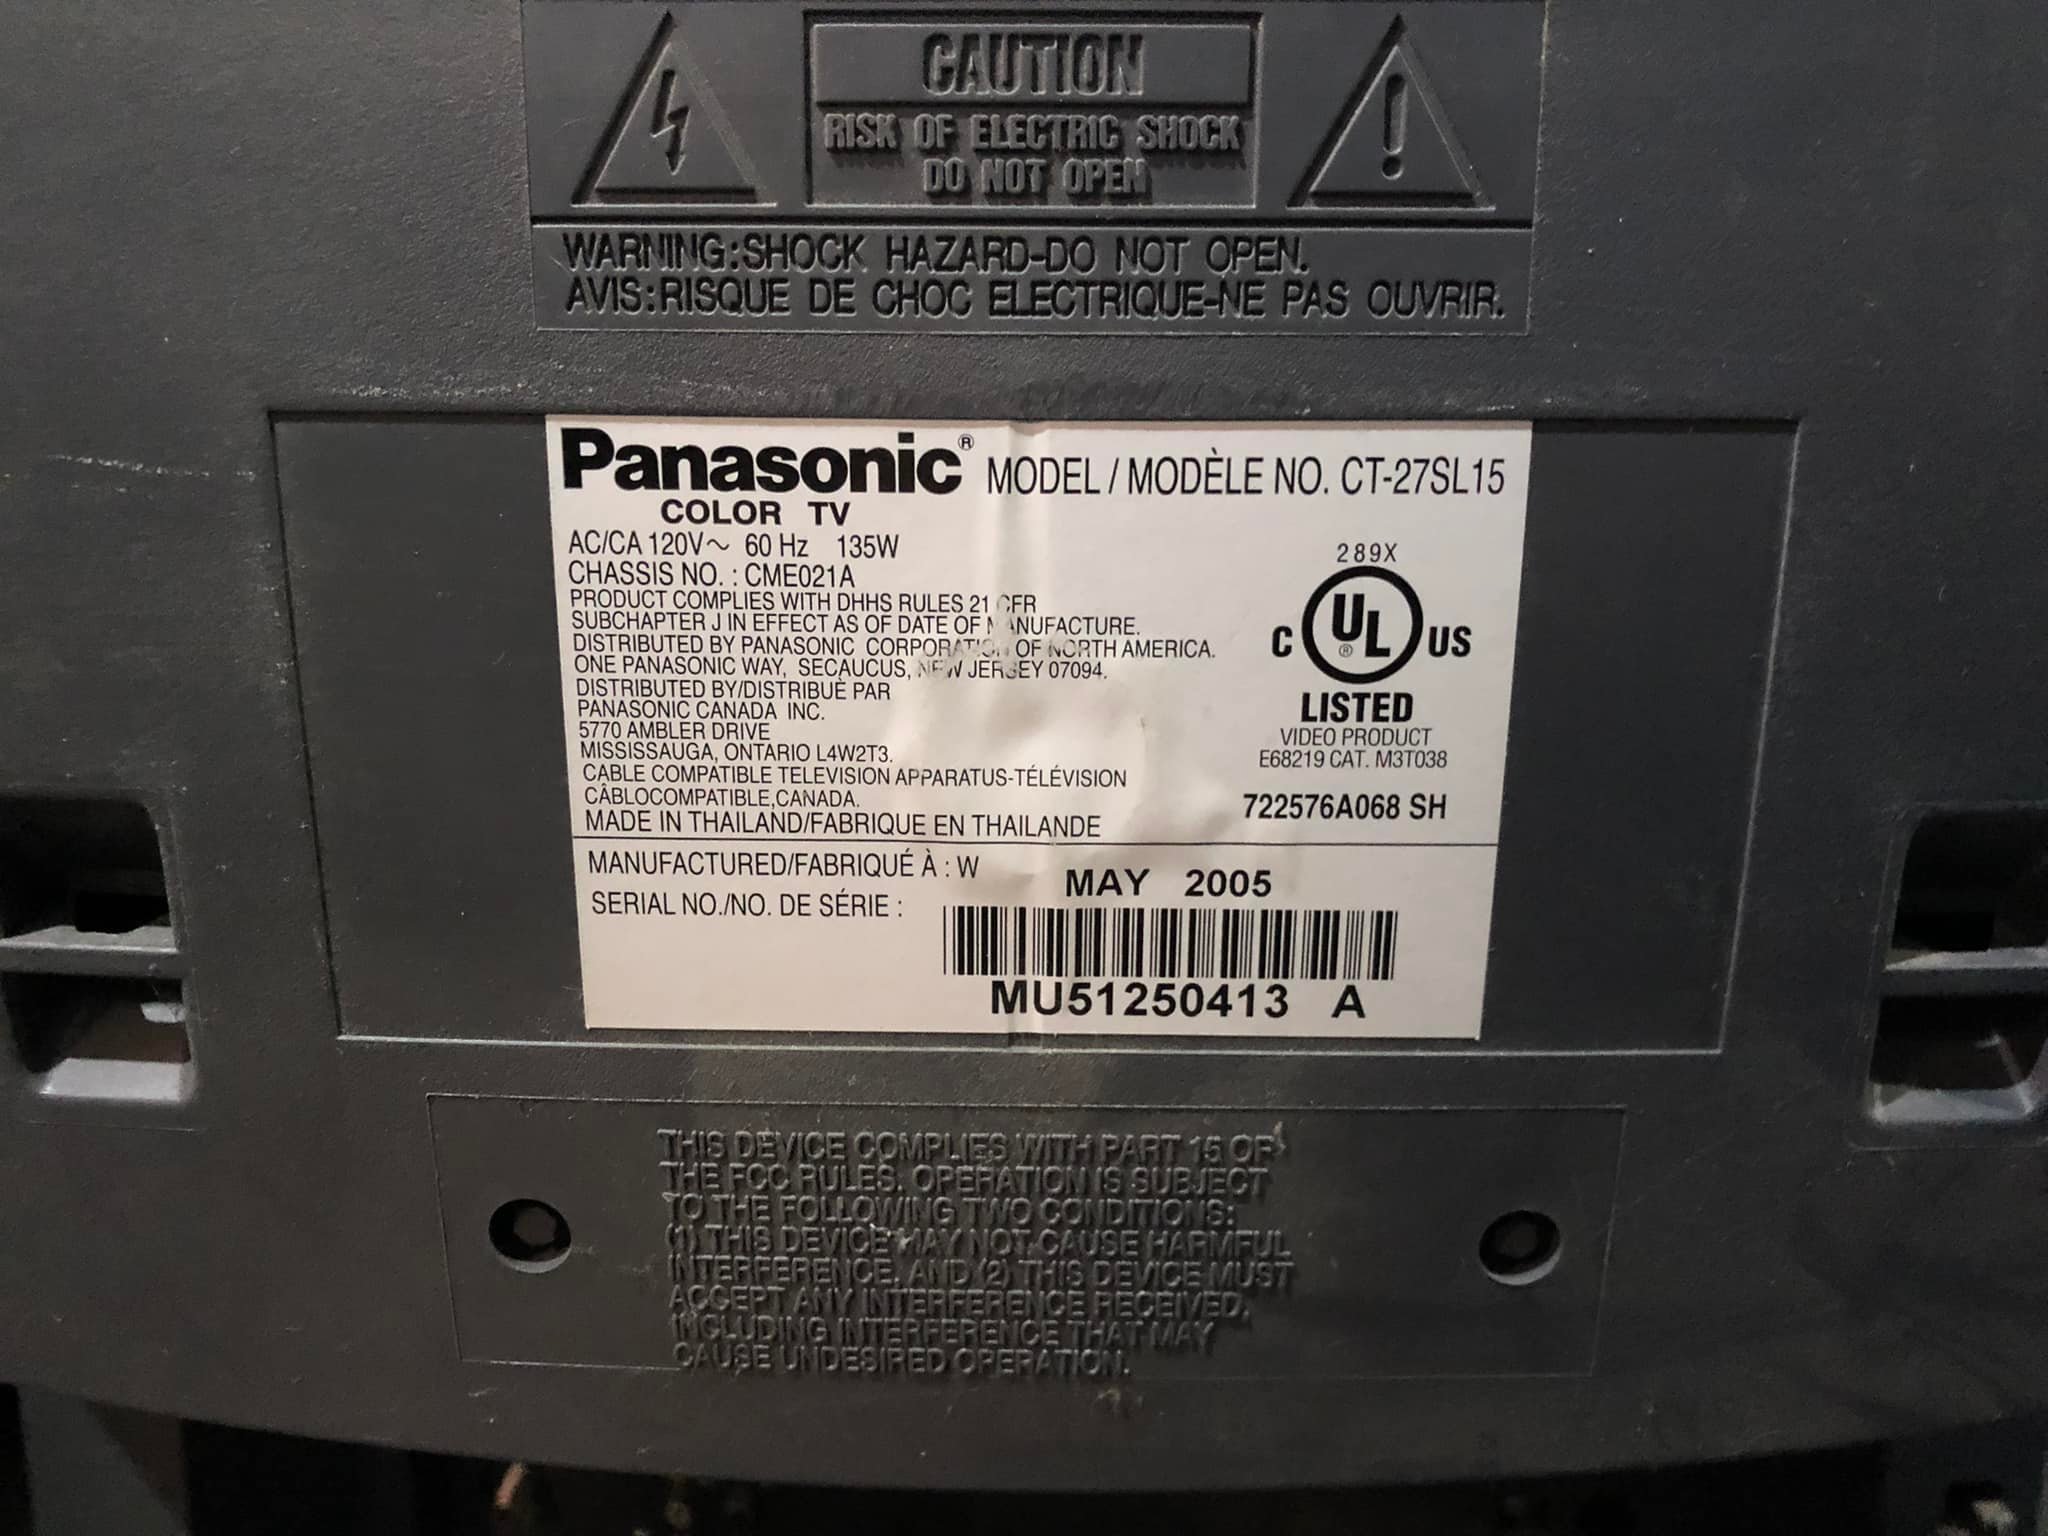 CAUTION
RISK OF ELECTRIC SHOCK
DO NOT OPEN
WARNING:SHOCK HAZARD-DO NOT OPEN.
AVIS:RISQUE DE CHOC ELECTRIQUE-NE PAS OUVRIR.
Panasonic® MODEL / MODÈLE NO. CT-27SL15
COLOR TV
AC/CA 120V~ 60 Hz 135W
CHASSIS NO. : CME021A
PRODUCT COMPLIES WITH DHHS RULES 21 CFR
SUBCHAPTER J IN EFFECT AS OF DATE OF MANUFACTURE.
DISTRIBUTED BY PANASONIC CORPORATION OF NORTH AMERICA.
ONE PANASONIC WAY, SECAUCUS, NEW JERSEY 07094.
DISTRIBUTED BY/DISTRIBUÈ PAR
PANASONIC CANADA INC.
5770 AMBLER DRIVE
MISSISSAUGA, ONTARIO L4W2T3.
CABLE COMPATIBLE TELEVISION APPARATUS-TÉLÉVISION
CÂBLOCOMPATIBLE,CANADA.
MADE IN THAILAND/FABRIQUE EN THAILANDE
289X
C UL® US
LISTED
VIDEO PRODUCT
E68219 CAT. M3T038
722576A068 SH
MANUFACTURED/FABRIQUÉ À : W
MAY 2005
SERIAL NO./NO. DE SÉRIE :
MU51250413 A
THIS DEVICE COMPLIES WITH PART 15 OF
THE FCC RULES. OPERATION IS SUBJECT
TO THE FOLLOWING TWO CONDITIONS:
(1) THIS DEVICE MAY NOT CAUSE HARMFUL
INTERFERENCE, AND (2) THIS DEVICE MUST
ACCEPT ANY INTERFERENCE RECEIVED,
INCLUDING INTERFERENCE THAT MAY
CAUSE UNDESIRED OPERATION.